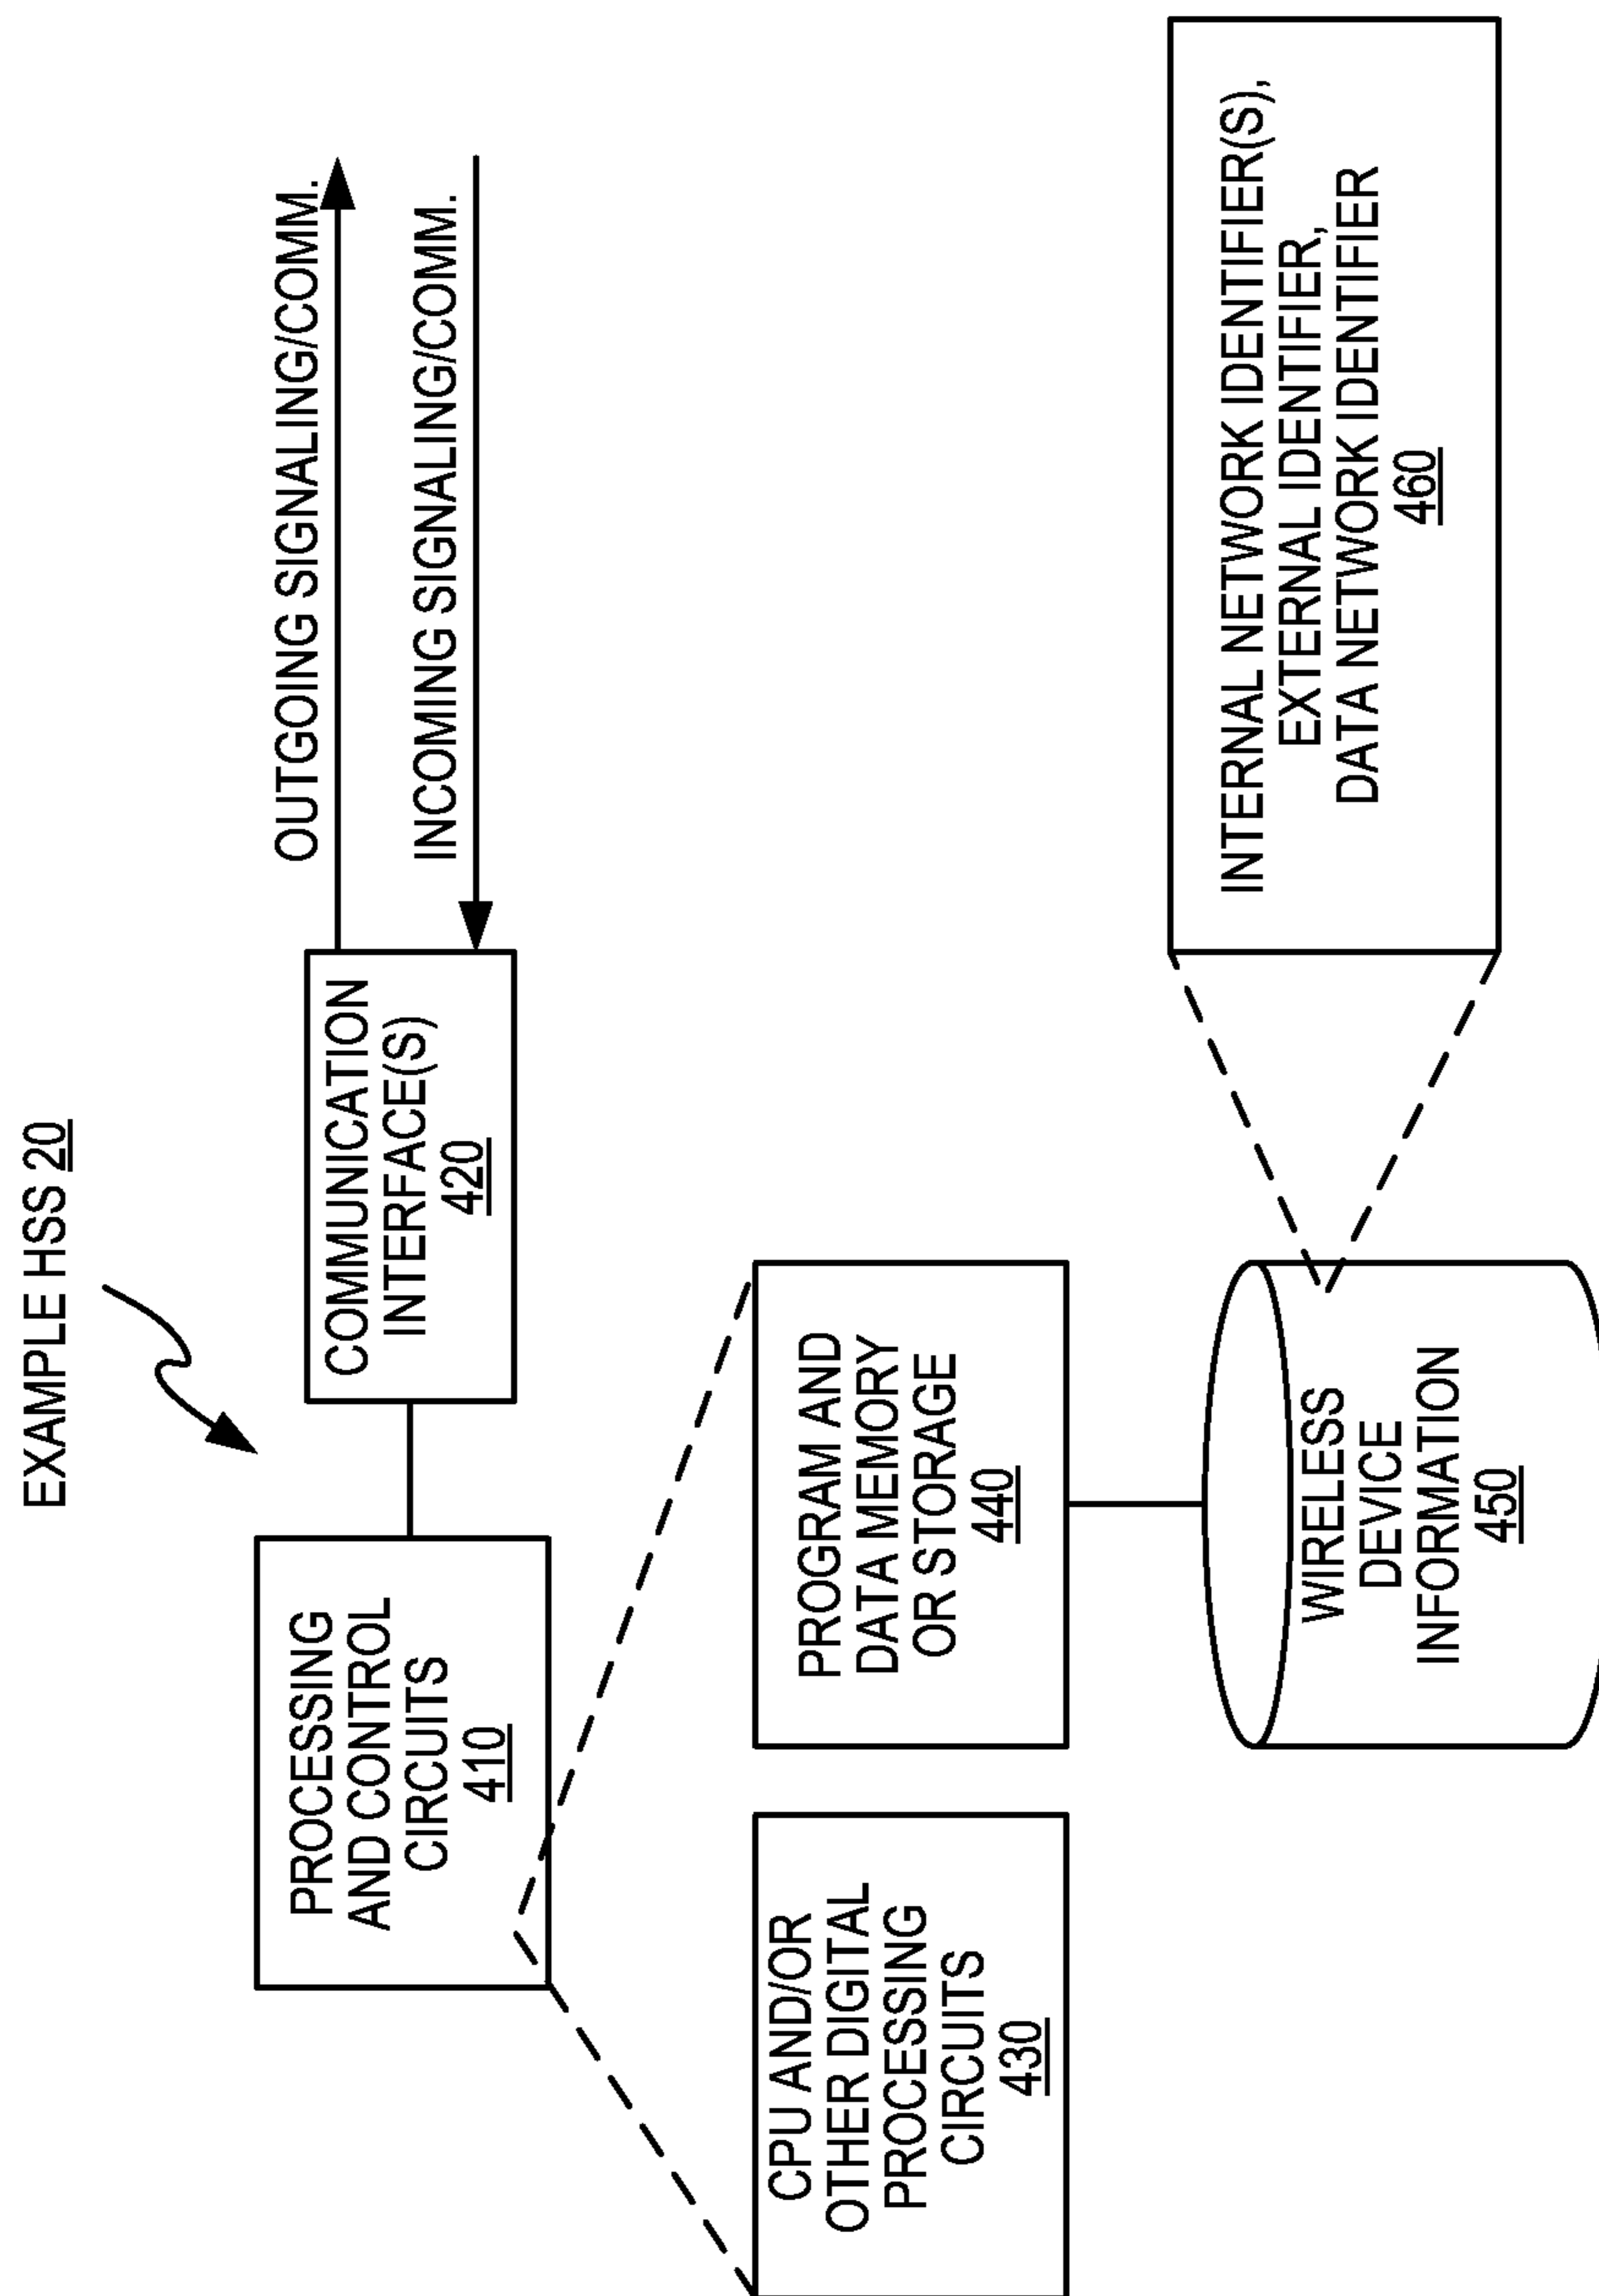 EXAMPLE HSS 20
OUTGOING SIGNALING/COMM.
INCOMING SIGNALING/COMM.
PROCESSING
AND CONTROL
CIRCUITS
410
COMMUNICATION
INTERFACE(S)
420
CPU AND/OR
OTHER DIGITAL
PROCESSING
CIRCUITS
430
PROGRAM AND
DATA MEMORY
OR STORAGE
440
WIRELESS
DEVICE
INFORMATION
450
INTERNAL NETWORK IDENTIFIER(S),
EXTERNAL IDENTIFIER,
DATA NETWORK IDENTIFIER
460